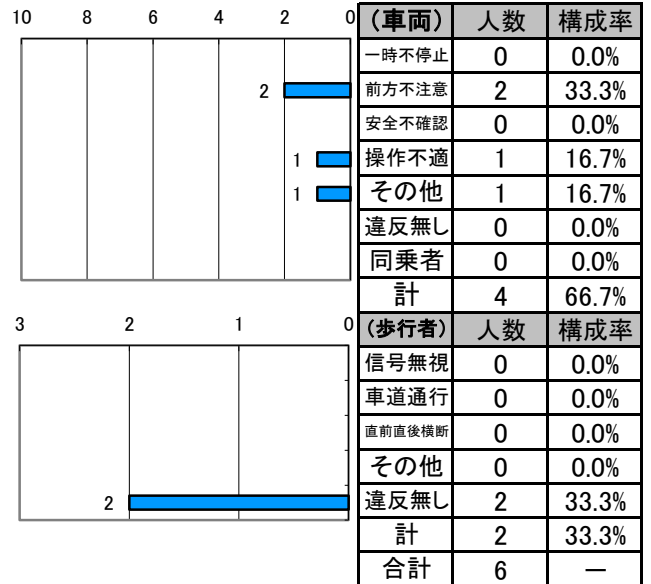 10 8 6 4 2 0
(車両) 人数 構成率
一時不停止 0 0.0%
2 前方不注意 2 33.3%
安全不確認 0 0.0%
1 操作不適 1 16.7%
1 その他 1 16.7%
違反無し 0 0.0%
同乗者 0 0.0%
計 4 66.7%
3 2 1 0
(歩行者) 人数 構成率
信号無視 0 0.0%
車道通行 0 0.0%
直前直後横断 0 0.0%
その他 0 0.0%
2 違反無し 2 33.3%
計 2 33.3%
合計 6 ―